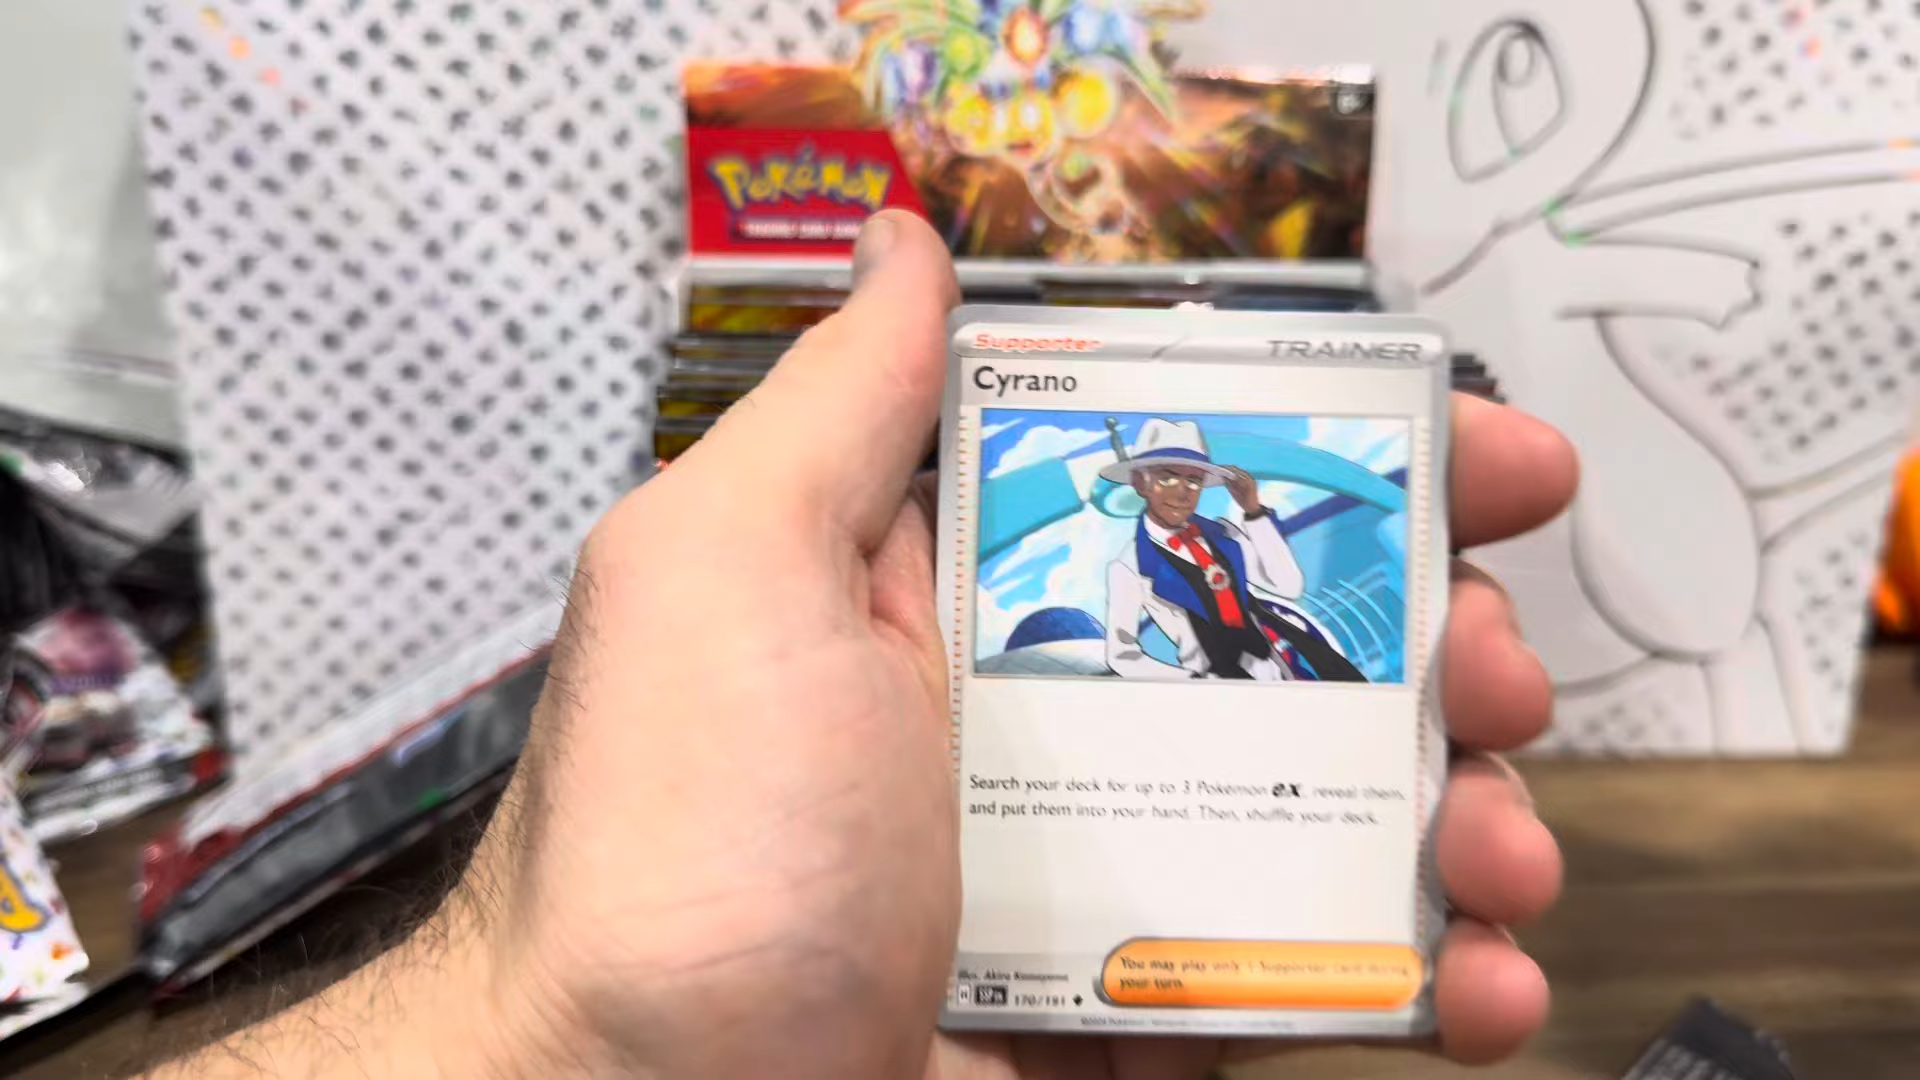 Pokémon
Supporter
TRAINER
Cyrano
Search your deck for up to 3 Pokémon ex, reveal them,
and put them into your hand. Then, shuffle your deck.
You may play only 1 Supporter card during
your turn.
Illus. Akira Komayama
SSP EN 170/191